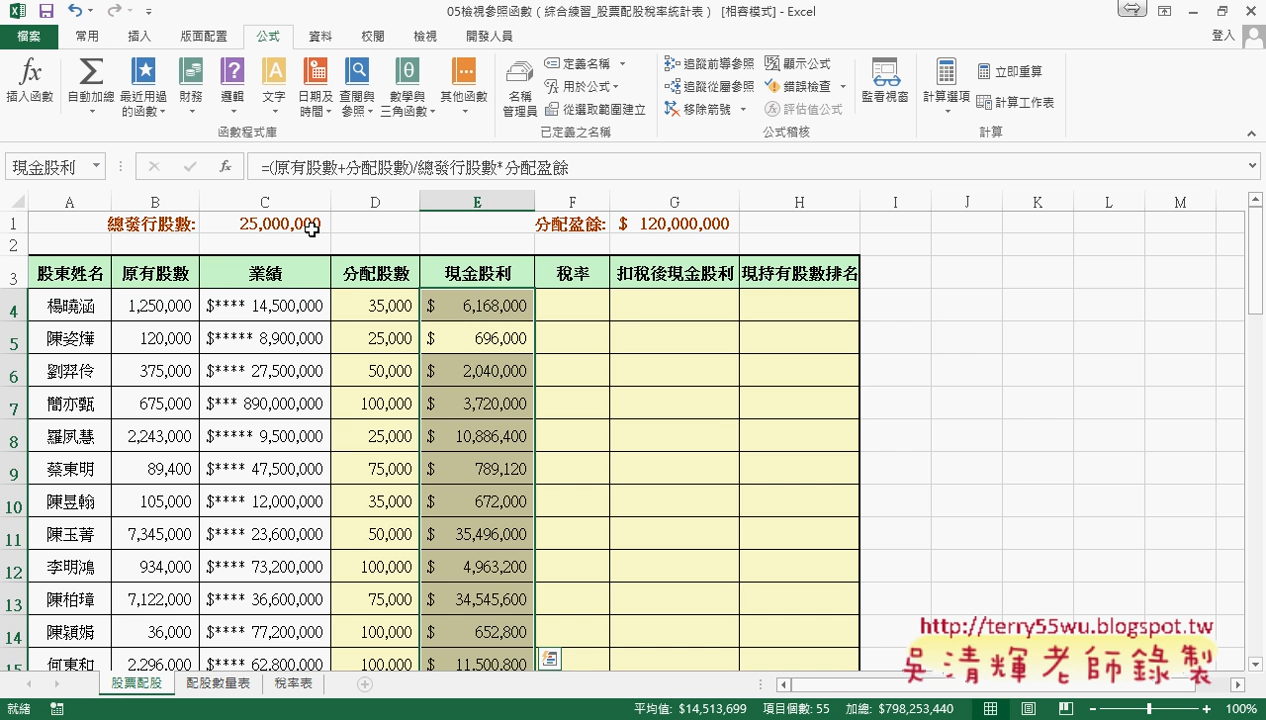 05檢視參照函數（綜合練習_股票配股稅率統計表） [相容模式] - Excel
檔案 常用 插入 版面配置 公式 資料 校閱 檢視 開發人員 登入
插入函數 自動加總 最近用過的函數 財務 邏輯 文字 日期及時間 查閱與參照 數學與三角函數 其他函數 名稱管理員 定義名稱 用於公式 從選取範圍建立 追蹤前導參照 追蹤從屬參照 移除箭號 顯示公式 錯誤檢查 評估值公式 監看視窗 計算選項 立即重算 計算工作表
函數程式庫 已定義之名稱 公式稽核 計算
現金股利 fx =(原有股數+分配股數)/總發行股數*分配盈餘
A B C D E F G H I J K L M
1 總發行股數: 25,000,000 分配盈餘: $ 120,000,000
2
3 股東姓名 原有股數 業績 分配股數 現金股利 稅率 扣稅後現金股利 現持有股數排名
4 楊曉涵 1,250,000 $**** 14,500,000 35,000 $ 6,168,000
5 陳姿燁 120,000 $***** 8,900,000 25,000 $ 696,000
6 劉羿伶 375,000 $**** 27,500,000 50,000 $ 2,040,000
7 簡亦甄 675,000 $*** 890,000,000 100,000 $ 3,720,000
8 羅夙慧 2,243,000 $***** 9,500,000 25,000 $ 10,886,400
9 蔡東明 89,400 $**** 47,500,000 75,000 $ 789,120
10 陳昱翰 105,000 $**** 12,000,000 35,000 $ 672,000
11 陳玉菁 7,345,000 $**** 23,600,000 50,000 $ 35,496,000
12 李明鴻 934,000 $**** 73,200,000 100,000 $ 4,963,200
13 陳柏璋 7,122,000 $**** 36,600,000 75,000 $ 34,545,600
14 陳潁娟 36,000 $**** 77,200,000 100,000 $ 652,800
15 何東和 2,296,000 $**** 62,800,000 100,000 $ 11,500,800
http://terry55wu.blogspot.tw
吳清輝老師錄製
股票配股 配股數量表 稅率表
就緒 平均值: $14,513,699 項目個數: 55 加總: $798,253,440 100%